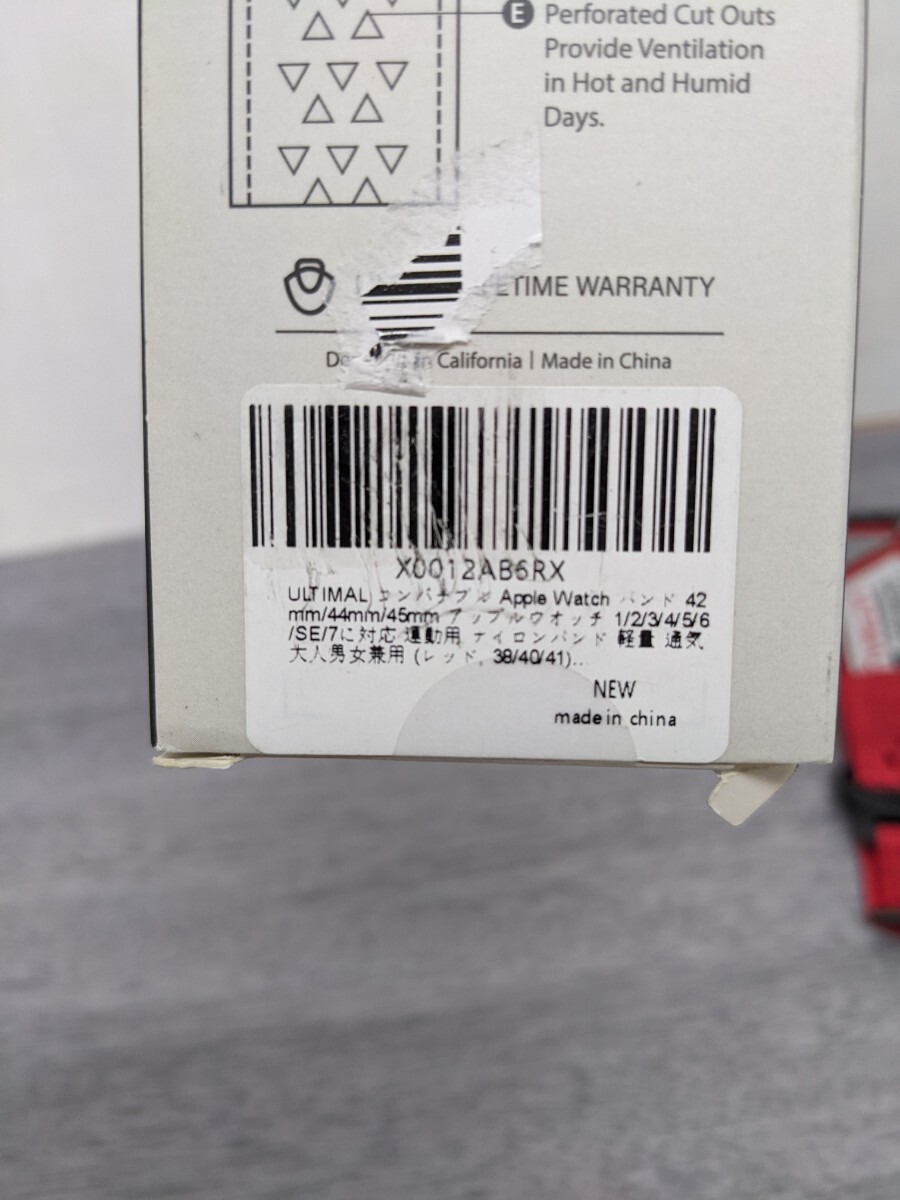 E Perforated Cut Outs
Provide Ventilation
in Hot and Humid
Days.
WARRANTY
in California | Made in China
X0012AB6RX
ULTIMAL コンパチブル Apple Watch バンド 42
mm/44mm/45mm アップルウオッチ 1/2/3/4/5/6
/SE/7に対応 運動用 ナイロンバンド 軽量 通気
大人男女兼用 (レッド, 38/40/41)...
NEW
made in china